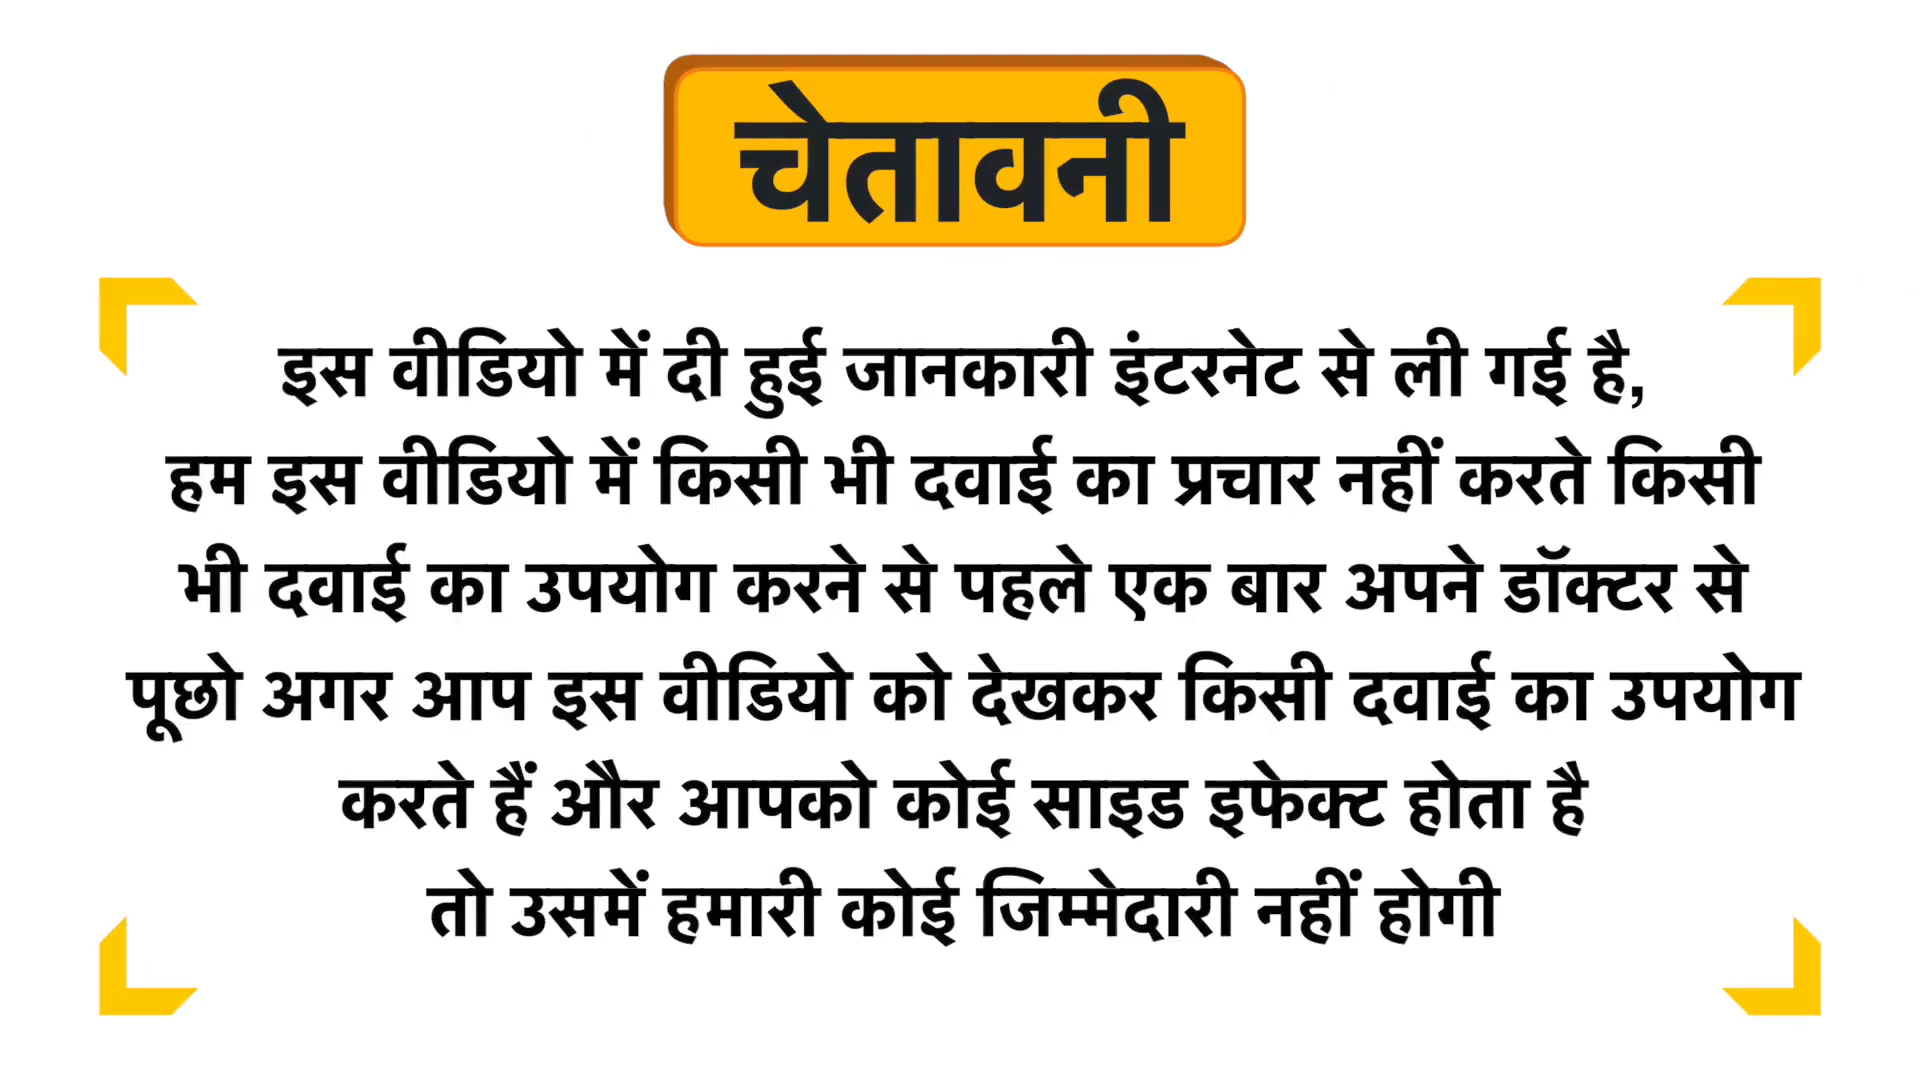 चेतावनी
इस वीडियो में दी हुई जानकारी इंटरनेट से ली गई है,
हम इस वीडियो में किसी भी दवाई का प्रचार नहीं करते किसी
भी दवाई का उपयोग करने से पहले एक बार अपने डॉक्टर से
पूछो अगर आप इस वीडियो को देखकर किसी दवाई का उपयोग
करते हैं और आपको कोई साइड इफेक्ट होता है
तो उसमें हमारी कोई जिम्मेदारी नहीं होगी